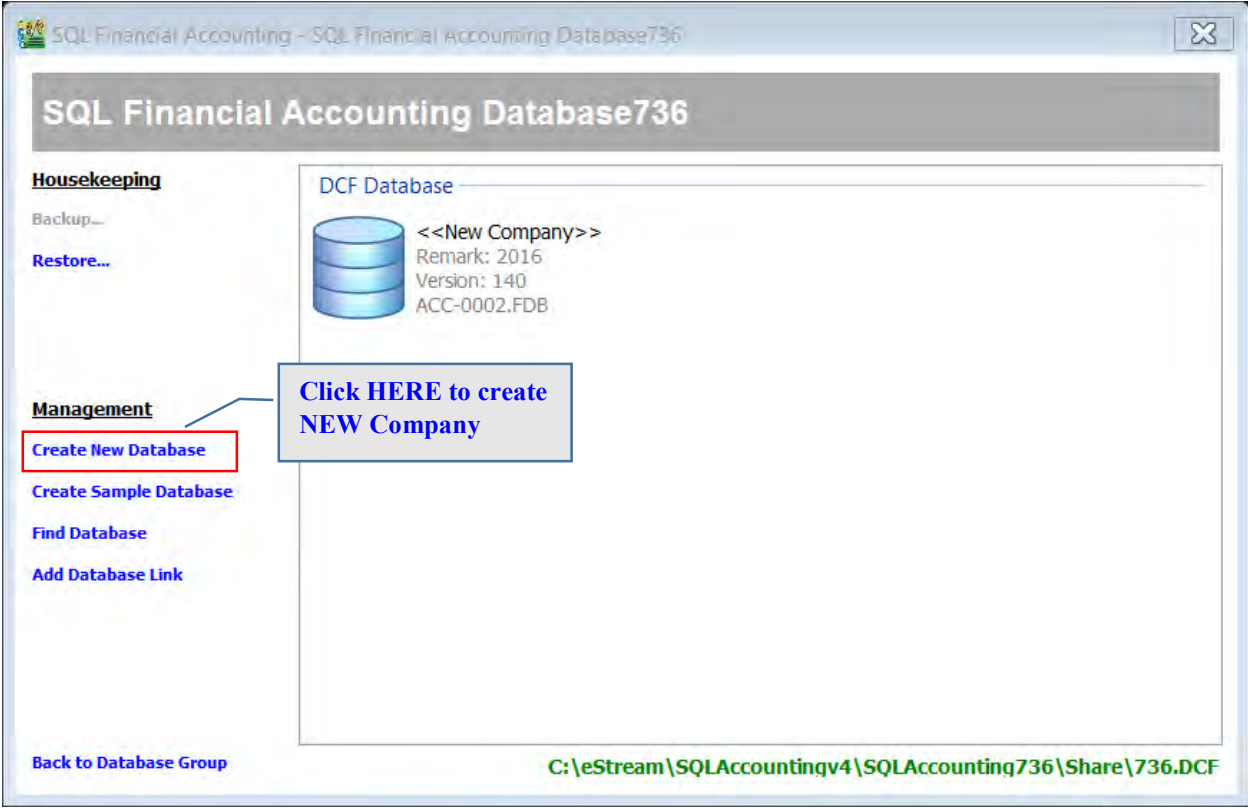 SQL Financial Accounting - SQL Financial Accounting Database736
SQL Financial Accounting Database736
Housekeeping
Backup...
Restore...
DCF Database
<<New Company>>
Remark: 2016
Version: 140
ACC-0002.FDB
Click HERE to create
NEW Company
Management
Create New Database
Create Sample Database
Find Database
Add Database Link
Back to Database Group
C:\eStream\SQLAccountingv4\SQLAccounting736\Share\736.DCF